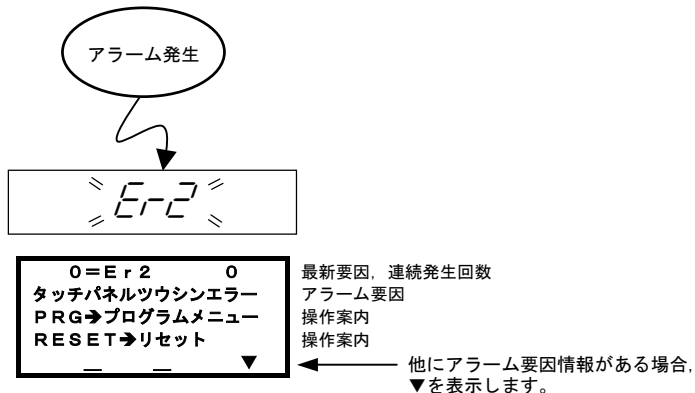 アラーム発生
Er2
0=Er2 0
最新要因，連続発生回数
タッチパネルツウシンエラー
アラーム要因
PRG➔プログラムメニュー
操作案内
RESET➔リセット
操作案内
▼
他にアラーム要因情報がある場合，
▼を表示します。